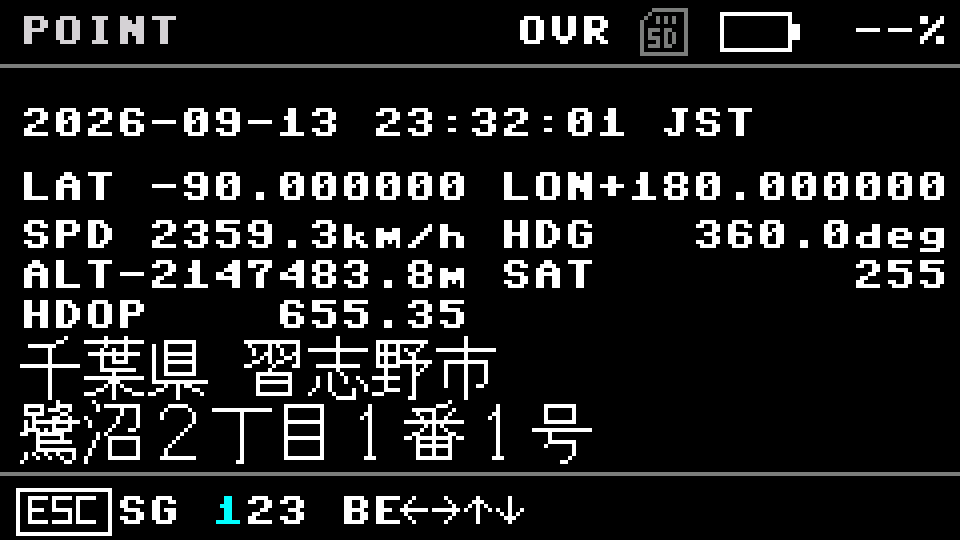 POINT OVR SD --%
2026-09-13 23:32:01 JST
LAT -90.000000 LON+180.000000
SPD 2359.3km/h HDG 360.0deg
ALT-2147483.8m SAT 255
HDOP 655.35
千葉県 習志野市
鷺沼2丁目1番1号
ESC SG 123 BE←→↑↓